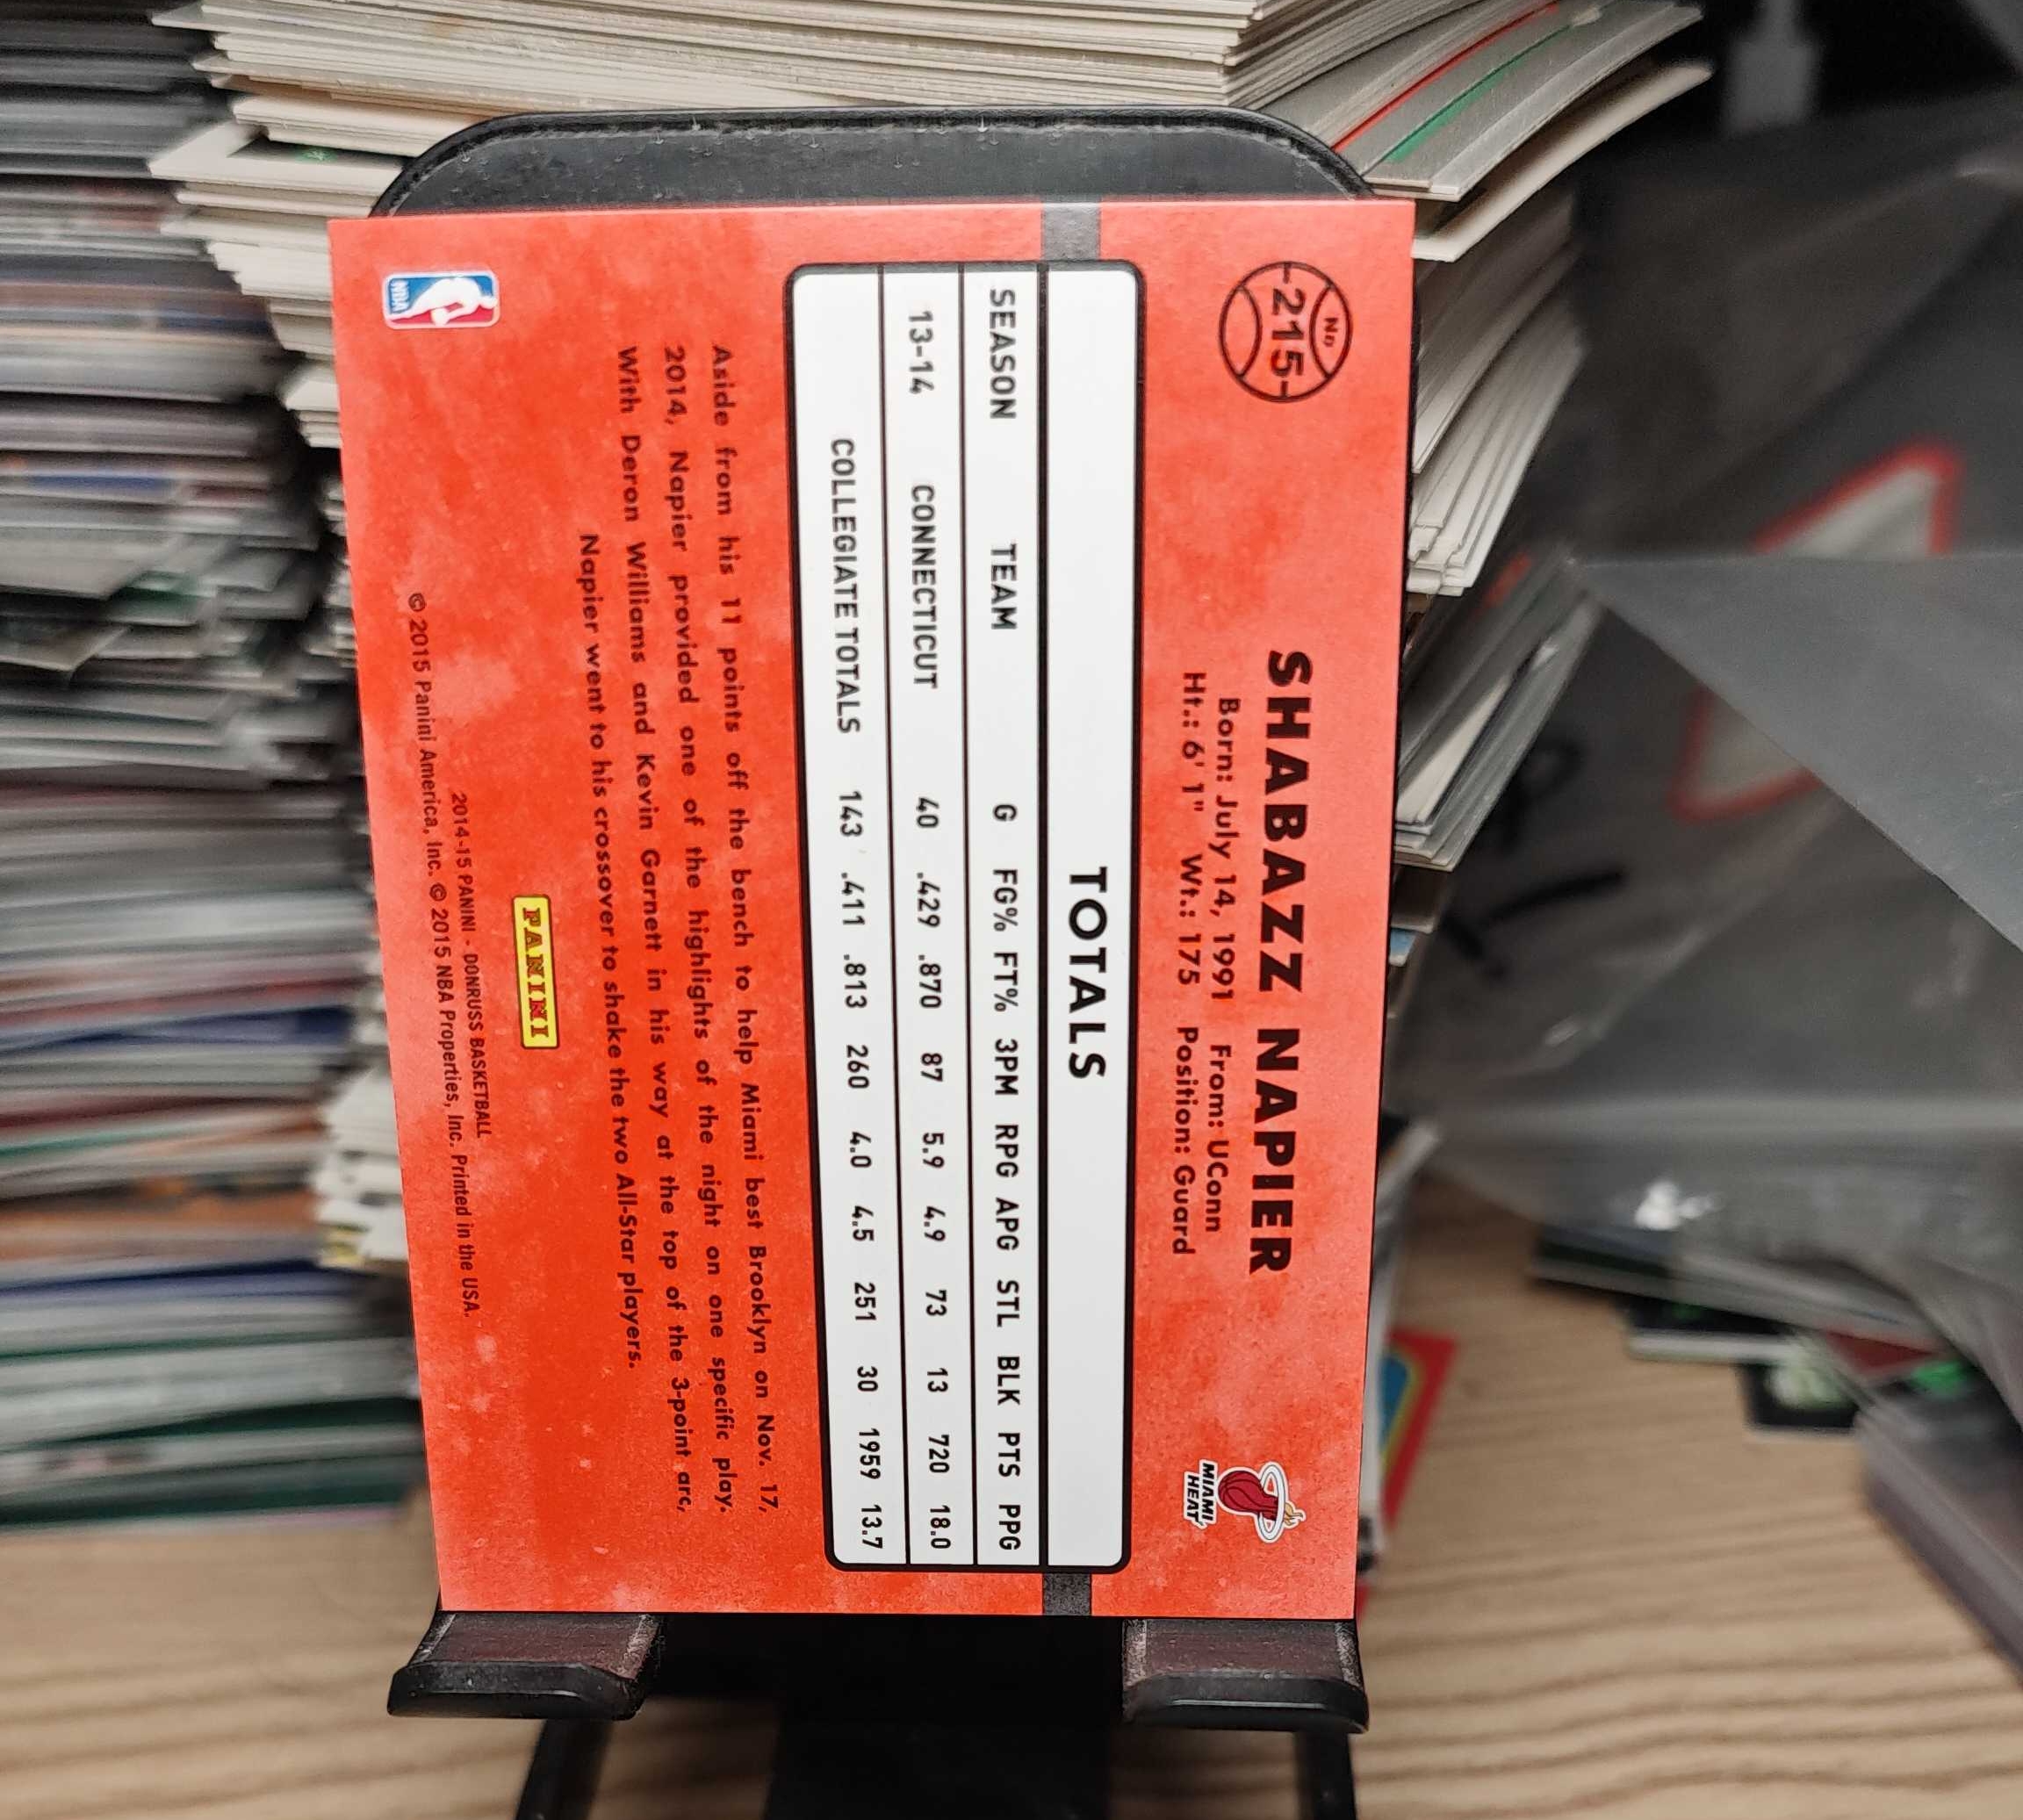 No
-215-
SHABAZZ NAPIER
Born: July 14, 1991 From: UConn
Ht.: 6' 1" Wt.: 175 Position: Guard
MIAMI
HEAT
TOTALS
SEASON TEAM G FG% FT% 3PM RPG APG STL BLK PTS PPG
13-14 CONNECTICUT 40 .429 .870 87 5.9 4.9 73 13 720 18.0
COLLEGIATE TOTALS 143 .411 .813 260 4.0 4.5 251 30 1959 13.7
Aside from his 11 points off the bench to help Miami best Brooklyn on Nov. 17,
2014, Napier provided one of the highlights of the night on one specific play.
With Deron Williams and Kevin Garnett in his way at the top of the 3-point arc,
Napier went to his crossover to shake the two All-Star players.
PANINI
2014-15 PANINI - DONRUSS BASKETBALL
© 2015 Panini America, Inc. © 2015 NBA Properties, Inc. Printed in the USA.
NBA